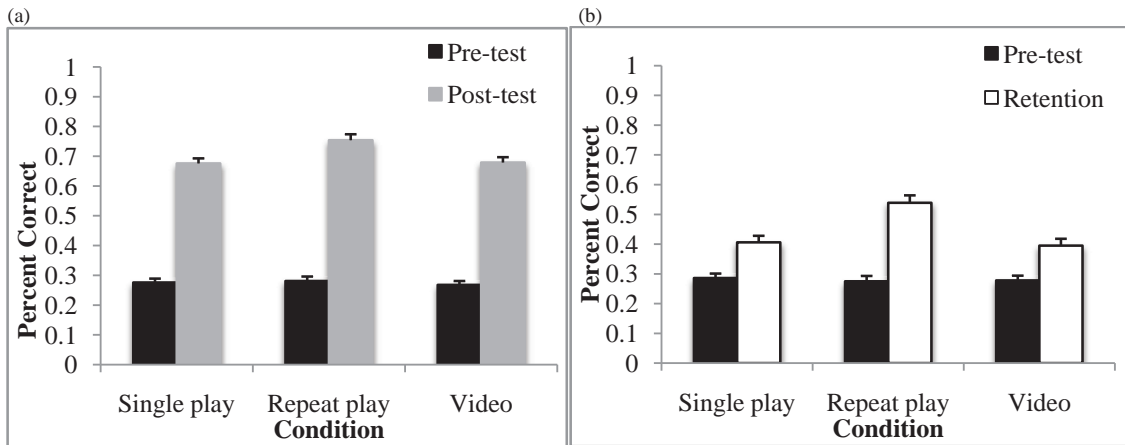 (a)
Pre-test
Post-test
Percent Correct
1
0.9
0.8
0.7
0.6
0.5
0.4
0.3
0.2
0.1
0
Single play Repeat play Video
Condition
(b)
Pre-test
Retention
Percent Correct
1
0.9
0.8
0.7
0.6
0.5
0.4
0.3
0.2
0.1
0
Single play Repeat play Video
Condition